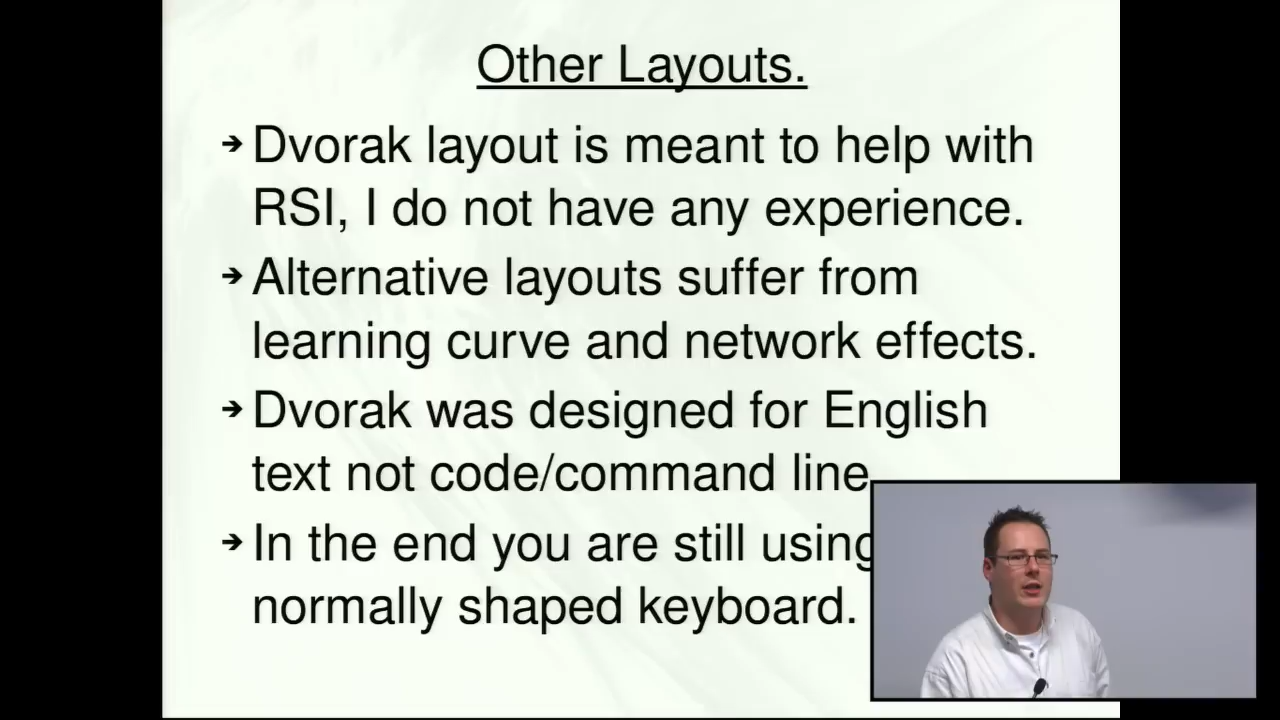 Other Layouts.
Dvorak layout is meant to help with
RSI, I do not have any experience.
Alternative layouts suffer from
learning curve and network effects.
Dvorak was designed for English
text not code/command line
In the end you are still using
normally shaped keyboard.